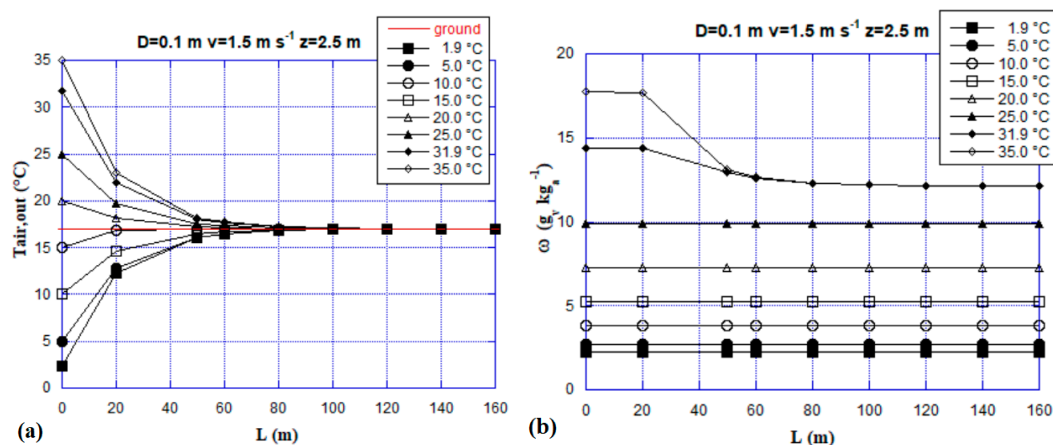 D=0.1 m v=1.5 m s⁻¹ z=2.5 m
ground
1.9 °C
5.0 °C
10.0 °C
15.0 °C
20.0 °C
25.0 °C
31.9 °C
35.0 °C
35
30
25
20
15
10
5
0
Tair,out (°C)
0 20 40 60 80 100 120 140 160
L (m)
(a)
D=0.1 m v=1.5 m s⁻¹ z=2.5 m
1.9 °C
5.0 °C
10.0 °C
15.0 °C
20.0 °C
25.0 °C
31.9 °C
35.0 °C
20
15
10
5
0
ω (gᵥ kgₐ⁻¹)
0 20 40 60 80 100 120 140 160
L (m)
(b)